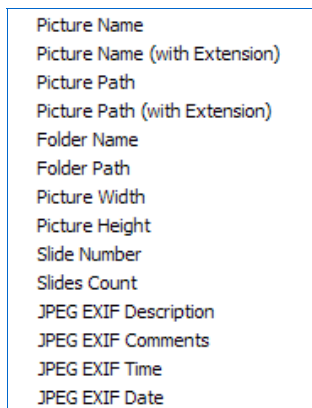 Picture Name
Picture Name (with Extension)
Picture Path
Picture Path (with Extension)
Folder Name
Folder Path
Picture Width
Picture Height
Slide Number
Slides Count
JPEG EXIF Description
JPEG EXIF Comments
JPEG EXIF Time
JPEG EXIF Date